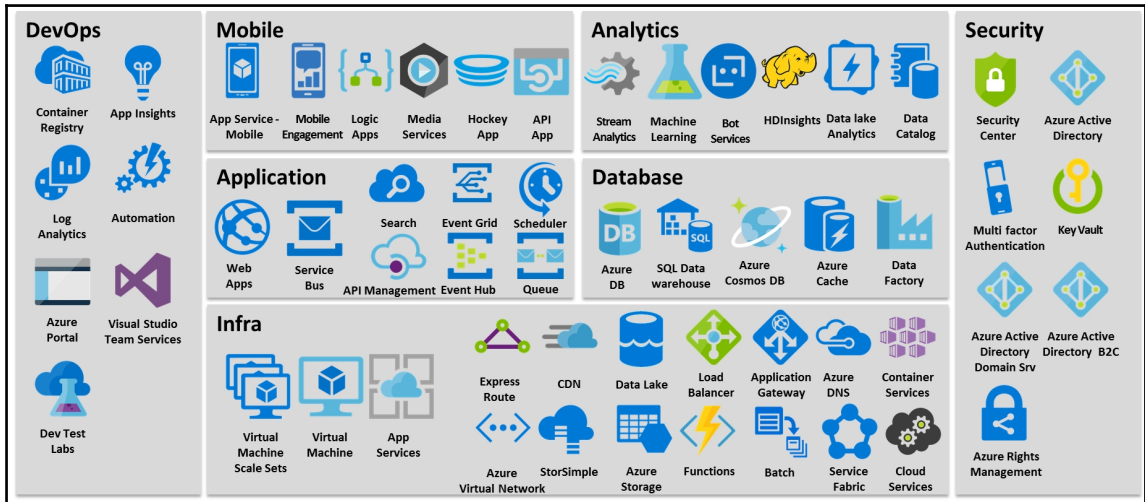 DevOps
Container
Registry
App Insights
Log
Analytics
Automation
Azure
Portal
Visual Studio
Team Services
Dev Test
Labs
Mobile
App Service -
Mobile
Mobile
Engagement
Logic
Apps
Media
Services
Hockey
App
API
App
Analytics
Stream
Analytics
Machine
Learning
Bot
Services
HDInsights
Data lake
Analytics
Data
Catalog
Application
Web
Apps
Service
Bus
Search
API Management
Event Grid
Event Hub
Scheduler
Queue
Database
DB
Azure
DB
SQL
SQL Data
warehouse
Azure
Cosmos DB
Azure
Cache
Data
Factory
Infra
Virtual
Machine
Scale Sets
Virtual
Machine
App
Services
Express
Route
CDN
Data Lake
Load
Balancer
Application
Gateway
Azure
DNS
Container
Services
Azure
Virtual Network
StorSimple
Azure
Storage
Functions
Batch
Service
Fabric
Cloud
Services
Security
Security
Center
Azure Active
Directory
Multi factor
Authentication
Key Vault
Azure Active
Directory
Domain Srv
Azure Active
Directory B2C
Azure Rights
Management